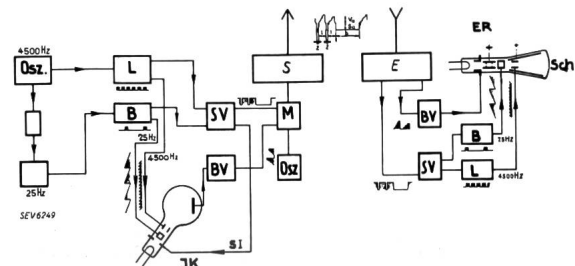 4500Hz
Osz.
L
S
E
ER
Sch
B
SV
M
BV
25Hz
4500Hz
BV
Osz
B
25Hz
SV
L
4500Hz
25Hz
SEV6249
SI
JK